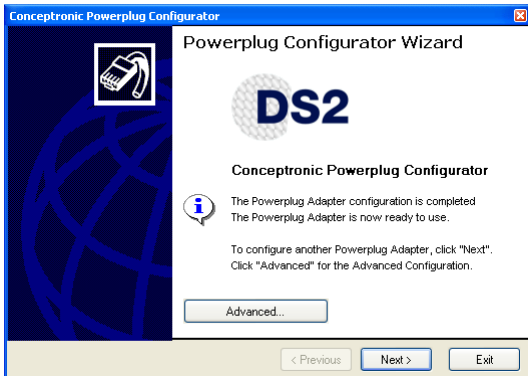 Conceptronic Powerplug Configurator
Powerplug Configurator Wizard
DS2
Conceptronic Powerplug Configurator
The Powerplug Adapter configuration is completed
The Powerplug Adapter is now ready to use.
To configure another Powerplug Adapter, click "Next".
Click "Advanced" for the Advanced Configuration.
Advanced...
< Previous
Next >
Exit